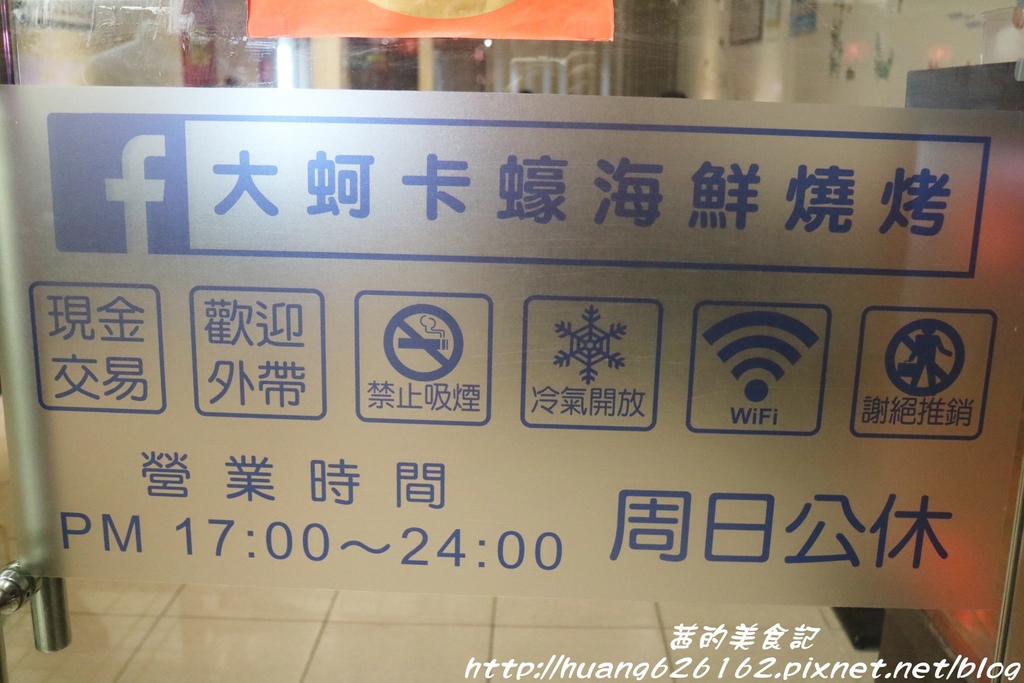 f 大蚵卡蠔海鮮燒烤
現金
交易
歡迎
外帶
禁止吸煙
冷氣開放
WiFi
謝絕推銷
營業時間
PM 17:00～24:00
周日公休
茜的美食記
http://huang626162.pixnet.net/blog